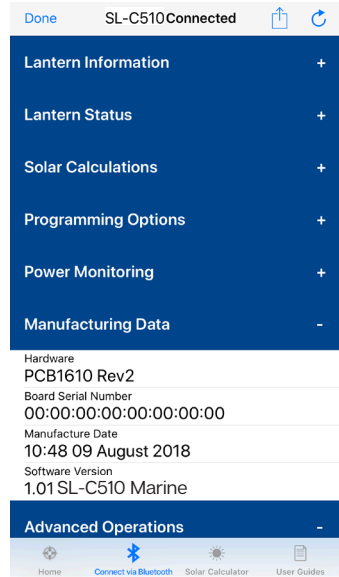 Done SL-C510 Connected
Lantern Information +
Lantern Status +
Solar Calculations +
Programming Options +
Power Monitoring +
Manufacturing Data -
Hardware
PCB1610 Rev2
Board Serial Number
00:00:00:00:00:00:00:00
Manufacture Date
10:48 09 August 2018
Software Version
1.01 SL-C510 Marine
Advanced Operations -
Home Connect via Bluetooth Solar Calculator User Guides